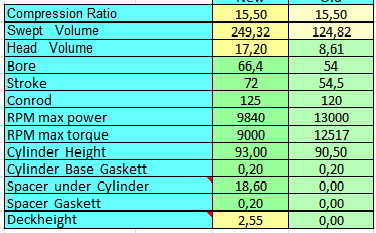 New Old
Compression Ratio 15,50 15,50
Swept Volume 249,32 124,82
Head Volume 17,20 8,61
Bore 66,4 54
Stroke 72 54,5
Conrod 125 120
RPM max power 9840 13000
RPM max torque 9000 12517
Cylinder Height 93,00 90,50
Cylinder Base Gaskett 0,20 0,20
Spacer under Cylinder 18,60 0,00
Spacer Gaskett 0,20 0,00
Deckheight 2,55 0,00